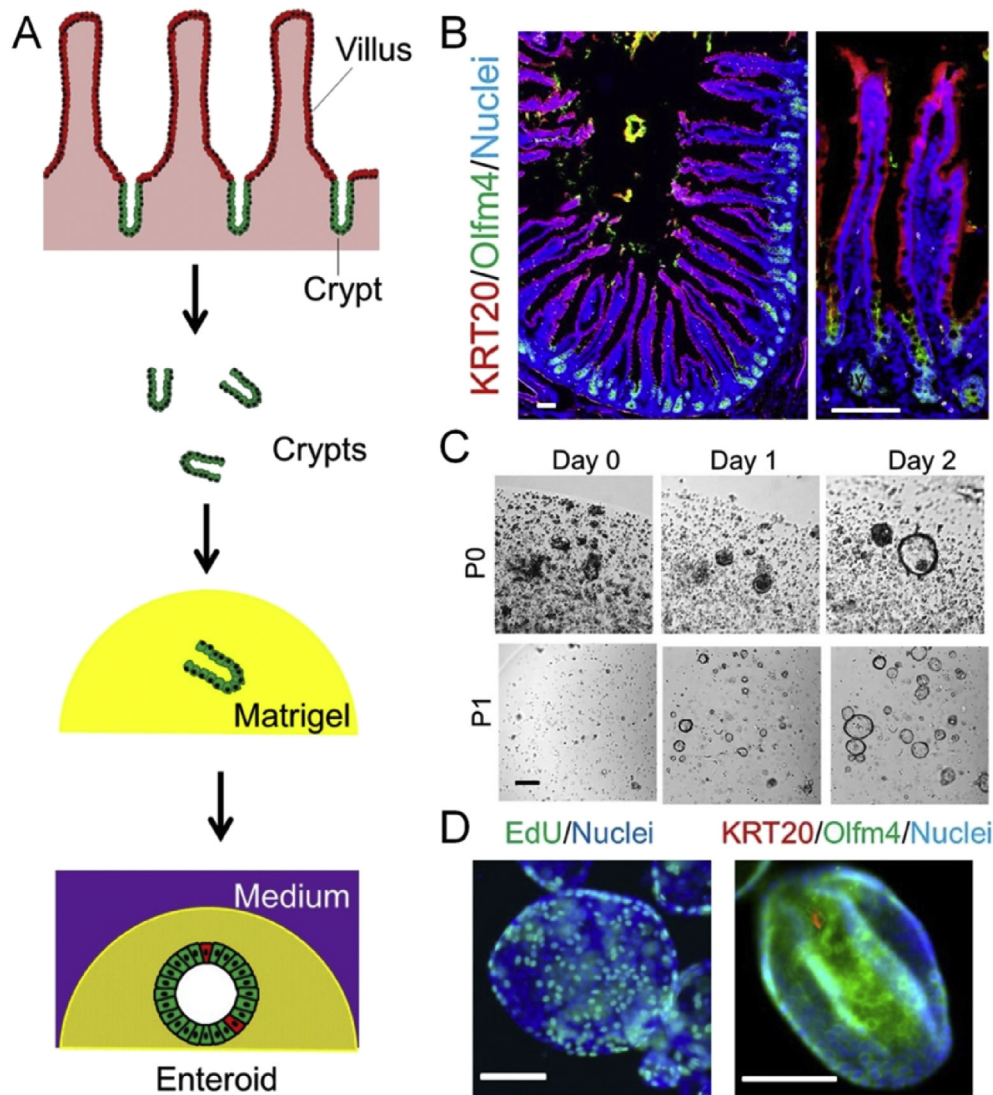 A
Villus
Crypt
Crypts
Matrigel
Medium
Enteroid
B
KRT20/Olfm4/Nuclei
C
Day 0
Day 1
Day 2
P0
P1
D
EdU/Nuclei
KRT20/Olfm4/Nuclei